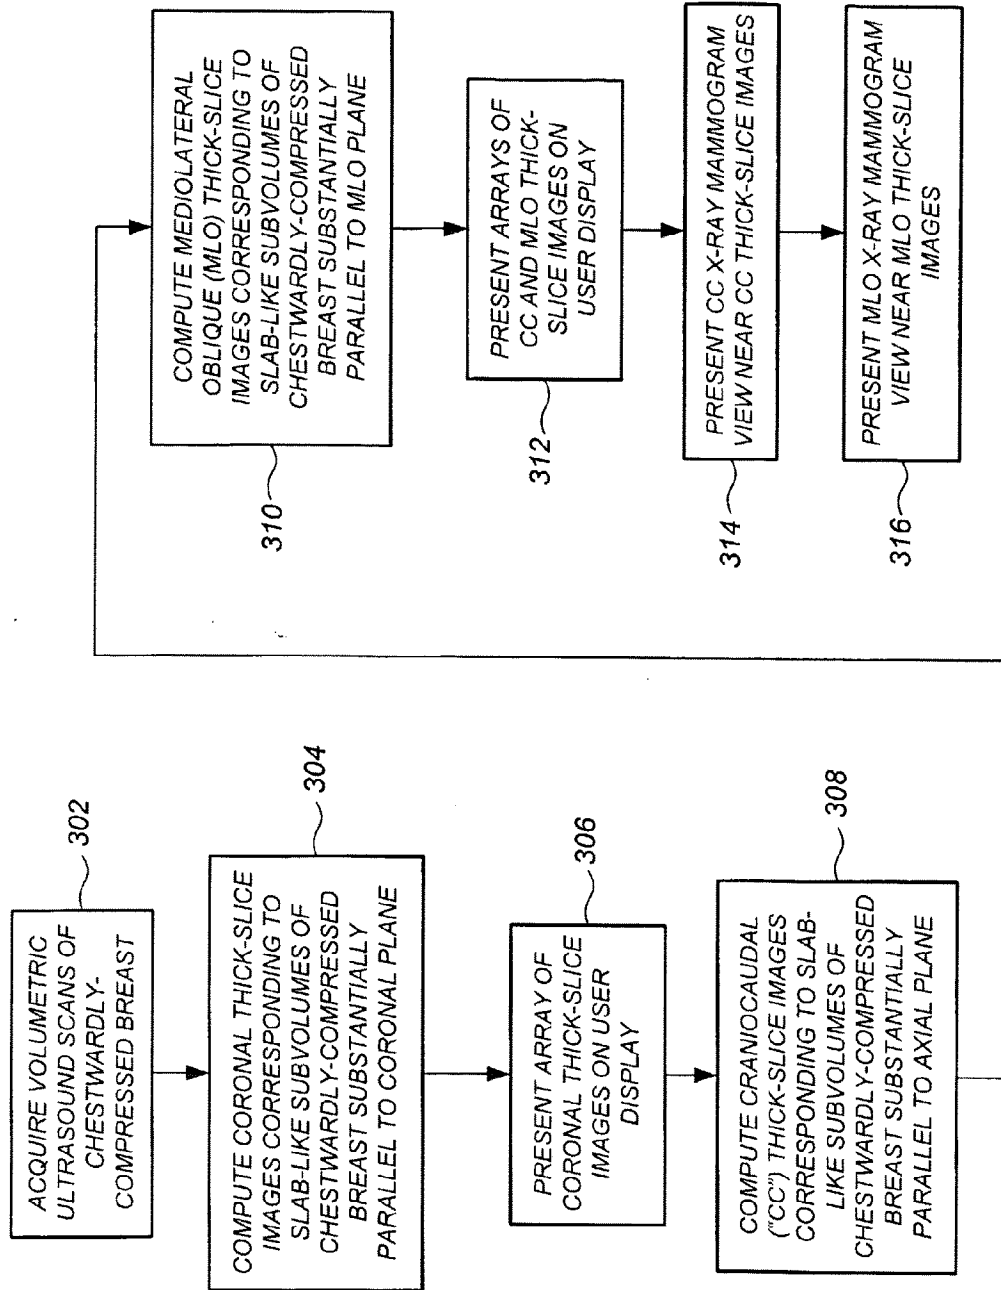 302
ACQUIRE VOLUMETRIC
ULTRASOUND SCANS OF
CHESTWARDLY-
COMPRESSED BREAST
304
COMPUTE CORONAL THICK-SLICE
IMAGES CORRESPONDING TO
SLAB-LIKE SUBVOLUMES OF
CHESTWARDLY-COMPRESSED
BREAST SUBSTANTIALLY
PARALLEL TO CORONAL PLANE
306
PRESENT ARRAY OF
CORONAL THICK-SLICE
IMAGES ON USER
DISPLAY
308
COMPUTE CRANIOCAUDAL
("CC") THICK-SLICE IMAGES
CORRESPONDING TO SLAB-
LIKE SUBVOLUMES OF
CHESTWARDLY-COMPRESSED
BREAST SUBSTANTIALLY
PARALLEL TO AXIAL PLANE
310
COMPUTE MEDIOLATERAL
OBLIQUE (MLO) THICK-SLICE
IMAGES CORRESPONDING TO
SLAB-LIKE SUBVOLUMES OF
CHESTWARDLY-COMPRESSED
BREAST SUBSTANTIALLY
PARALLEL TO MLO PLANE
312
PRESENT ARRAYS OF
CC AND MLO THICK-
SLICE IMAGES ON
USER DISPLAY
314
PRESENT CC X-RAY MAMMOGRAM
VIEW NEAR CC THICK-SLICE IMAGES
316
PRESENT MLO X-RAY MAMMOGRAM
VIEW NEAR MLO THICK-SLICE
IMAGES